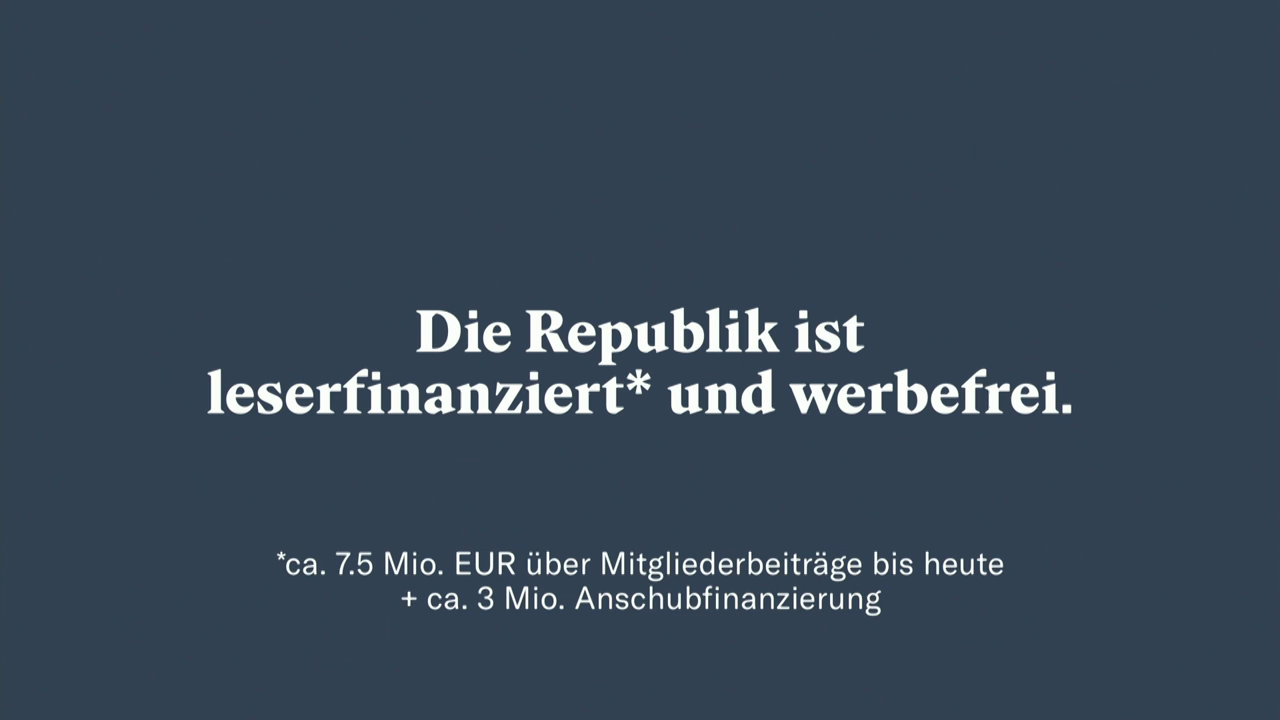 Die Republik ist
leserfinanziert* und werbefrei.
*ca. 7.5 Mio. EUR über Mitgliederbeiträge bis heute
+ ca. 3 Mio. Anschubfinanzierung